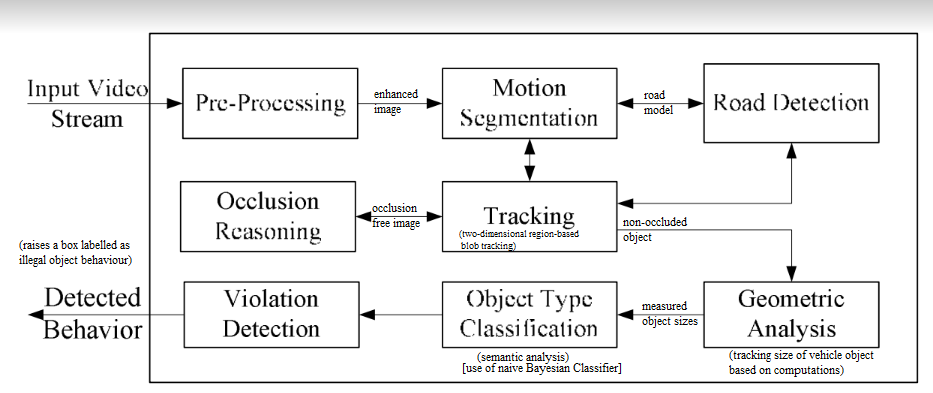 Input Video
Stream
Pre-Processing
enhanced
image
Motion
Segmentation
road
model
Road Detection
Occlusion
Reasoning
occlusion
free image
Tracking
(two-dimensional region-based
blob tracking)
non-occluded
object
(raises a box labelled as
illegal object behaviour)
Detected
Behavior
Violation
Detection
Object Type
Classification
(semantic analysis)
[use of naive Bayesian Classifier]
measured
object sizes
Geometric
Analysis
(tracking size of vehicle object
based on computations)